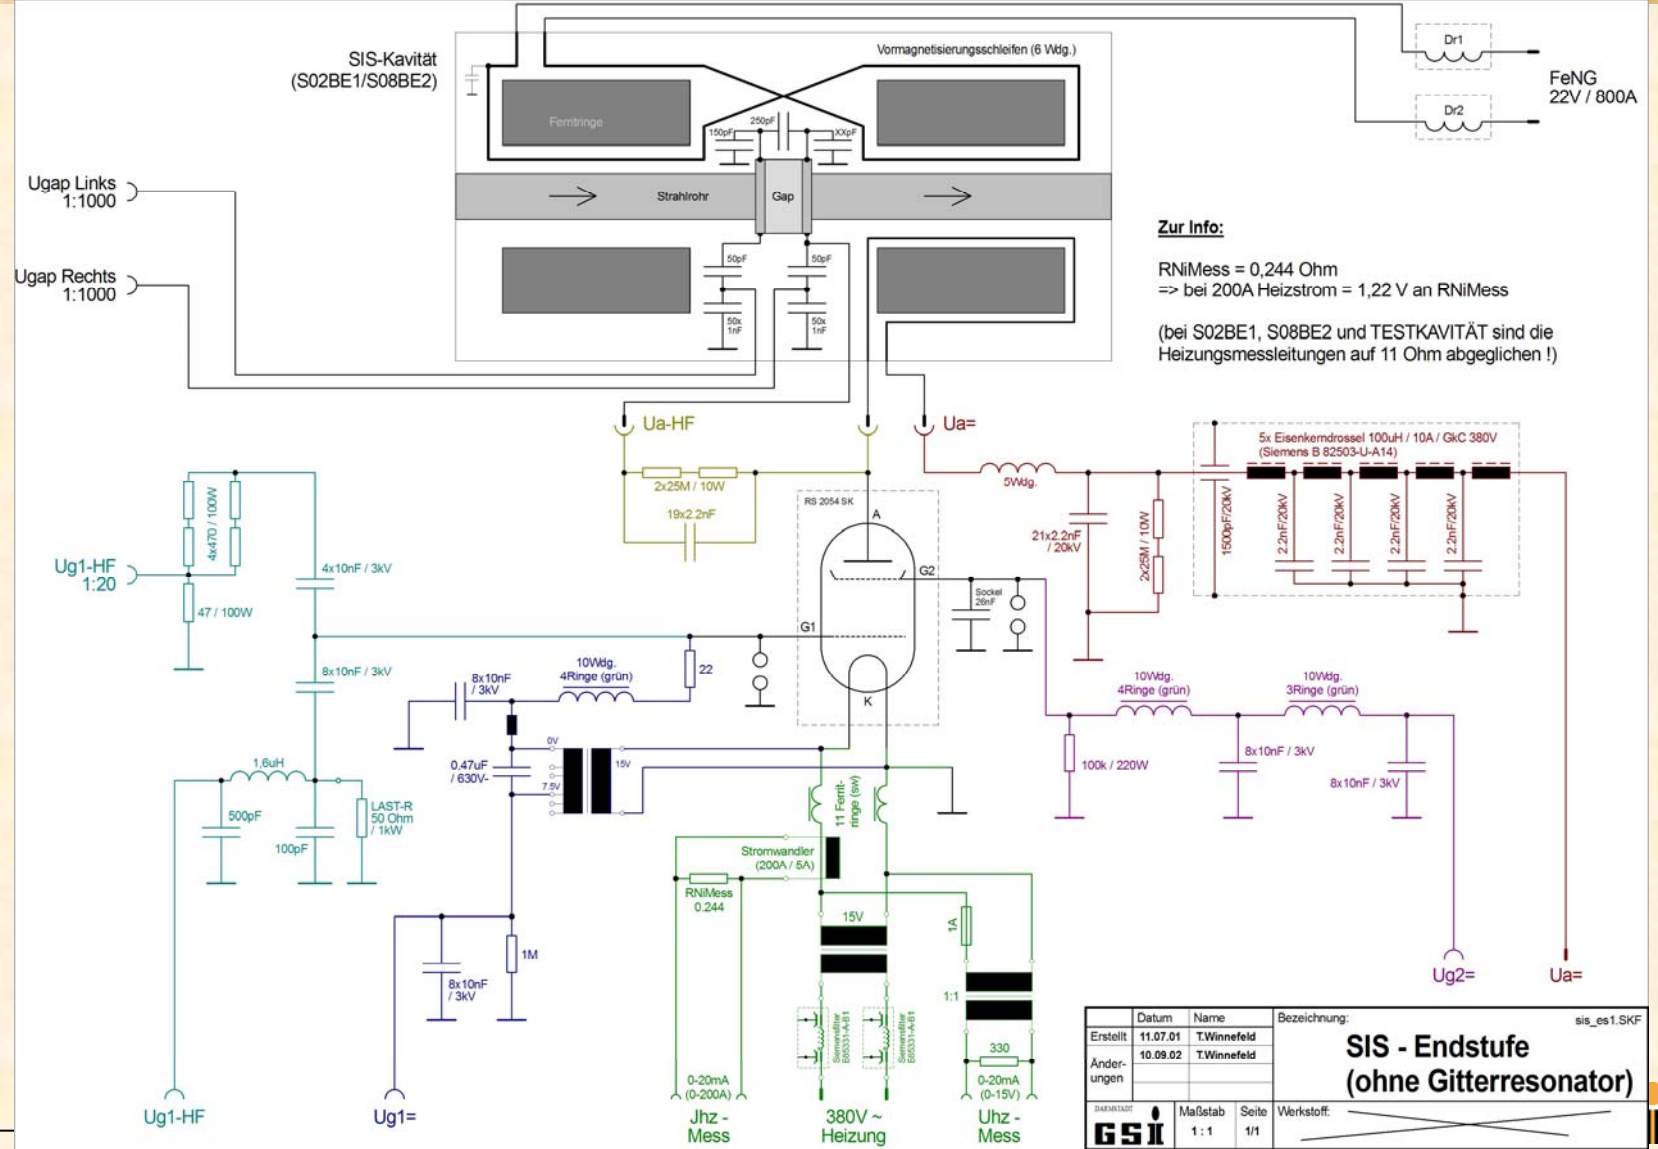 SIS-Kavität
(S02BE1/S08BE2)
Vormagnetisierungsschleifen (6 Wdg.)
Dr1
FeNG
22V / 800A
Dr2
Ferritringe
250pF
150pF
XXpF
Ugap Links
1:1000
Strahlrohr
Gap
Ugap Rechts
1:1000
50pF
50pF
50x
1nF
50x
1nF
Zur Info:
RNiMess = 0,244 Ohm
=> bei 200A Heizstrom = 1,22 V an RNiMess
(bei S02BE1, S08BE2 und TESTKAVITÄT sind die
Heizungsmessleitungen auf 11 Ohm abgeglichen !)
Ua-HF
Ua=
5x Eisenkerndrossel 100uH / 10A / GkC 380V
(Siemens B 82503-U-A14)
2x25M / 10W
5Wdg.
19x2.2nF
RS 2054 SK
A
21x2.2nF
/ 20kV
2x25M / 10W
1500pF/20kV
2.2nF/20kV
2.2nF/20kV
2.2nF/20kV
2.2nF/20kV
4x470 / 100W
Ug1-HF
1:20
4x10nF / 3kV
47 / 100W
G2
Sockel
26nF
G1
8x10nF / 3kV
8x10nF
/ 3kV
10Wdg.
4Ringe (grün)
22
K
10Wdg.
4Ringe (grün)
10Wdg.
3Ringe (grün)
0V
15V
7.5V
0.47uF
/ 630V-
1,6uH
500pF
100pF
LAST-R
50 Ohm
/ 1kW
11 Ferrit-
ringe (sw)
100k / 220W
8x10nF / 3kV
8x10nF / 3kV
Stromwandler
(200A / 5A)
RNiMess
0.244
15V
1A
1M
8x10nF
/ 3kV
1:1
Siemensfilter
B85331-A-B1
Siemensfilter
B85331-A-B1
330
Ug2=
Ua=
0-20mA
(0-200A)
0-20mA
(0-15V)
Ug1-HF
Ug1=
Jhz -
Mess
380V ~
Heizung
Uhz -
Mess
Datum Name Bezeichnung: sis_es1.SKF
Erstellt 11.07.01 T.Winnefeld
Änder-
ungen
10.09.02 T.Winnefeld
SIS - Endstufe
(ohne Gitterresonator)
DARMSTADT
GSI
Maßstab Seite Werkstoff:
1 : 1 1/1